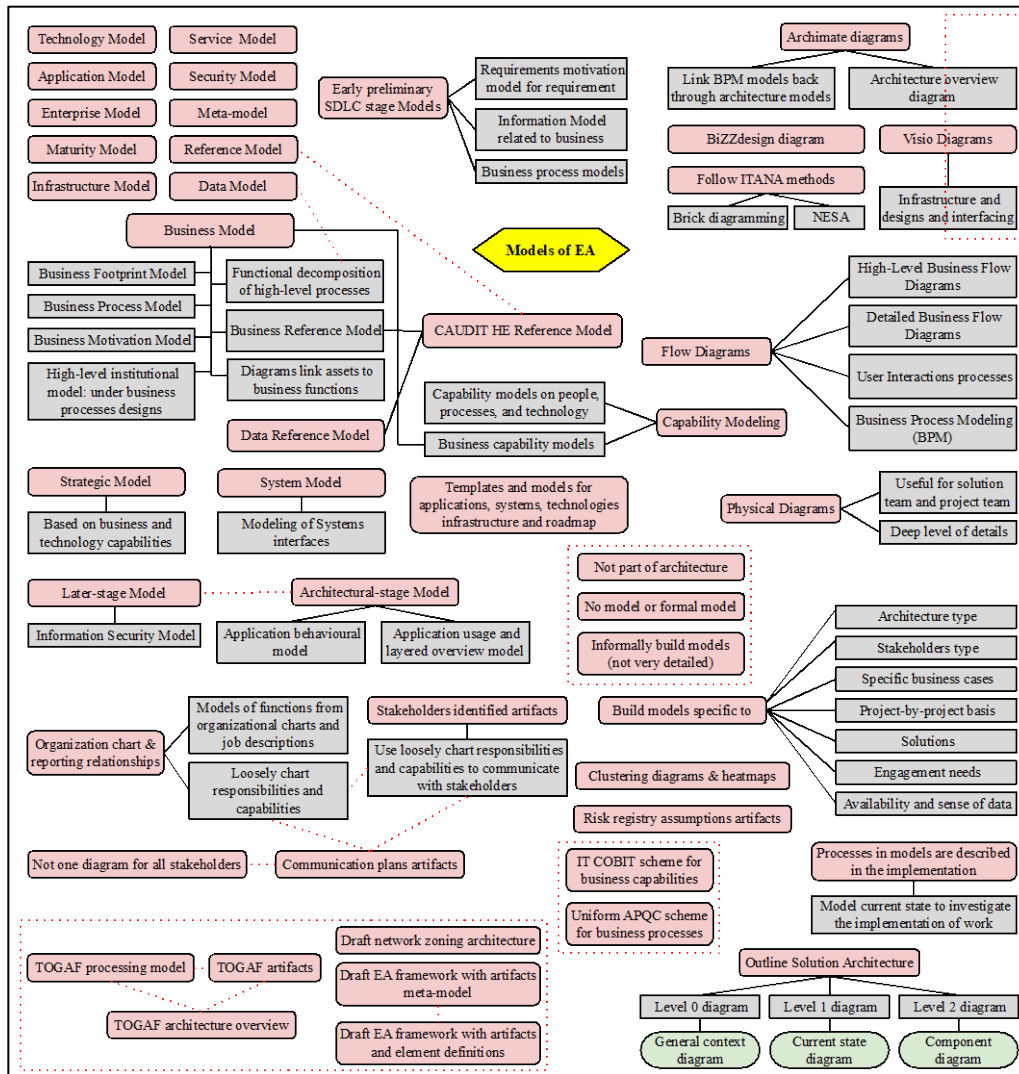 Technology Model
Service Model
Application Model
Security Model
Enterprise Model
Meta-model
Maturity Model
Reference Model
Infrastructure Model
Data Model
Early preliminary
SDLC stage Models
Requirements motivation
model for requirement
Information Model
related to business
Business process models
Archimate diagrams
Link BPM models back
through architecture models
Architecture overview
diagram
BiZZdesign diagram
Visio Diagrams
Follow ITANA methods
Brick diagramming
NESA
Infrastructure and
designs and interfacing
Business Model
Business Footprint Model
Business Process Model
Business Motivation Model
High-level institutional
model: under business
processes designs
Functional decomposition
of high-level processes
Business Reference Model
Diagrams link assets to
business functions
Data Reference Model
Models of EA
CAUDIT HE Reference Model
Capability models on people,
processes, and technology
Business capability models
Capability Modeling
Flow Diagrams
High-Level Business Flow
Diagrams
Detailed Business Flow
Diagrams
User Interactions processes
Business Process Modeling
(BPM)
Strategic Model
Based on business and
technology capabilities
System Model
Modeling of Systems
interfaces
Templates and models for
applications, systems, technologies
infrastructure and roadmap
Physical Diagrams
Useful for solution
team and project team
Deep level of details
Later-stage Model
Information Security Model
Architectural-stage Model
Application behavioural
model
Application usage and
layered overview model
Not part of architecture
No model or formal model
Informally build models
(not very detailed)
Build models specific to
Architecture type
Stakeholders type
Specific business cases
Project-by-project basis
Solutions
Engagement needs
Availability and sense of data
Organization chart &
reporting relationships
Models of functions from
organizational charts and
job descriptions
Loosely chart
responsibilities and
capabilities
Stakeholders identified artifacts
Use loosely chart responsibilities
and capabilities to communicate
with stakeholders
Clustering diagrams & heatmaps
Risk registry assumptions artifacts
Not one diagram for all stakeholders
Communication plans artifacts
IT COBIT scheme for
business capabilities
Uniform APQC scheme
for business processes
Processes in models are described
in the implementation
Model current state to investigate
the implementation of work
TOGAF processing model
TOGAF artifacts
TOGAF architecture overview
Draft network zoning architecture
Draft EA framework with artifacts
meta-model
Draft EA framework with artifacts
and element definitions
Outline Solution Architecture
Level 0 diagram
Level 1 diagram
Level 2 diagram
General context
diagram
Current state
diagram
Component
diagram